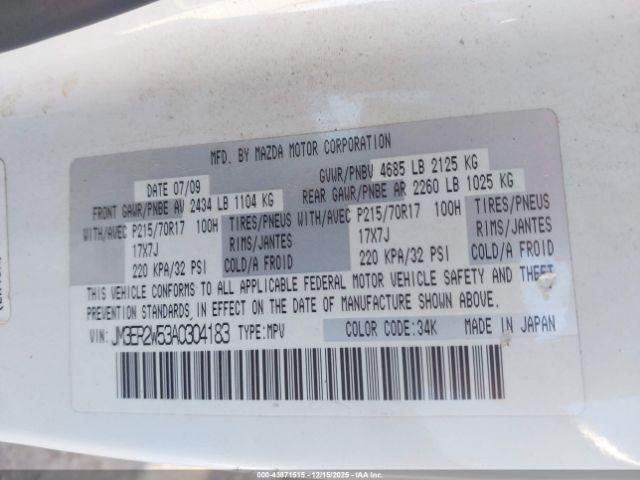 MFD. BY MAZDA MOTOR CORPORATION
DATE 07/09 GVWR/PNBV 4685 LB 2125 KG
FRONT GAWR/PNBE AV 2434 LB 1104 KG REAR GAWR/PNBE AR 2260 LB 1025 KG
WITH/AVEC P215/70R17 100H TIRES/PNEUS WITH/AVEC P215/70R17 100H TIRES/PNEUS
17X7J RIMS/JANTES 17X7J RIMS/JANTES
220 KPA/32 PSI COLD/A FROID 220 KPA/32 PSI COLD/A FROID
THIS VEHICLE CONFORMS TO ALL APPLICABLE FEDERAL MOTOR VEHICLE SAFETY AND THEFT
PREVENTION STANDARDS IN EFFECT ON THE DATE OF MANUFACTURE SHOWN ABOVE.
VIN: JM3ER2W53A0304183 TYPE:MPV COLOR CODE:34K MADE IN JAPAN
000-43871515 - 12/15/2025 - IAAI.com